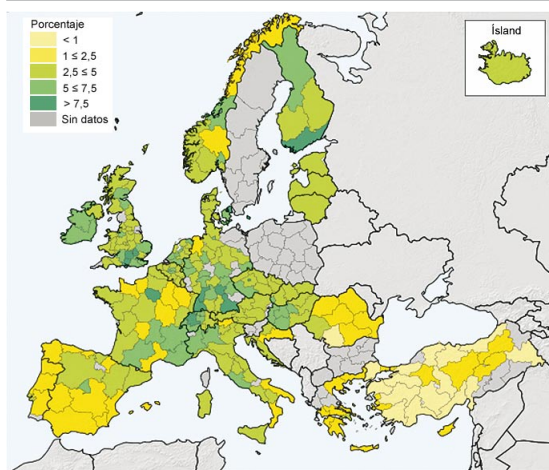 Porcentaje
< 1
1 ≤ 2,5
2,5 ≤ 5
5 ≤ 7,5
> 7,5
Sin datos
Ísland